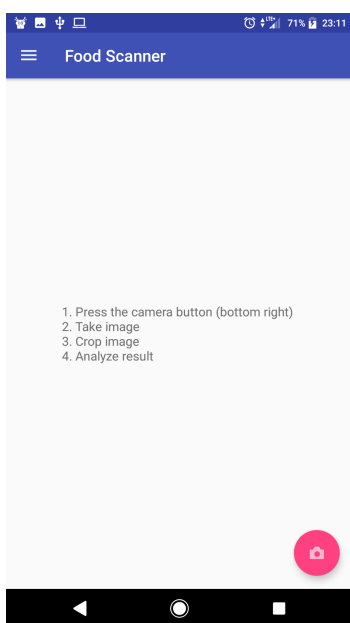 LTE 71% 23:11
Food Scanner
1. Press the camera button (bottom right)
2. Take image
3. Crop image
4. Analyze result